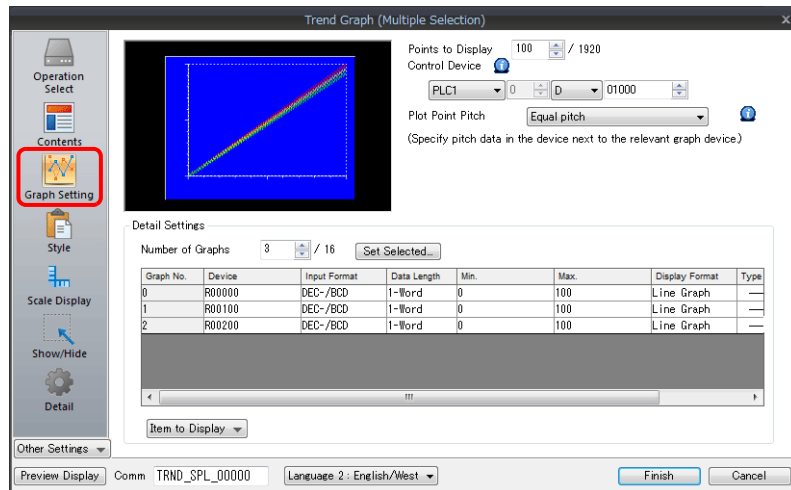 Trend Graph (Multiple Selection)
x
Operation
Select
Contents
Graph Setting
Style
Scale Display
Show/Hide
Detail
Other Settings
Points to Display 100 / 1920
Control Device
PLC1 0 D 01000
Plot Point Pitch Equal pitch
(Specify pitch data in the device next to the relevant graph device.)
Detail Settings
Number of Graphs 3 / 16 Set Selected...
Graph No. Device Input Format Data Length Min. Max. Display Format Type
0 R00000 DEC-/BCD 1-Word 0 100 Line Graph
1 R00100 DEC-/BCD 1-Word 0 100 Line Graph
2 R00200 DEC-/BCD 1-Word 0 100 Line Graph
Item to Display
Preview Display Comm TRND_SPL_00000 Language 2 : English/West Finish Cancel